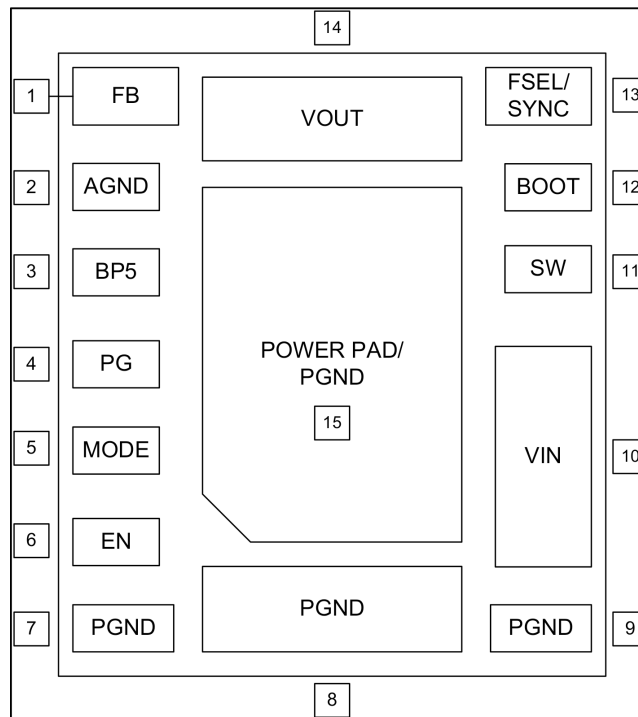 14
1
FB
VOUT
FSEL/
SYNC
13
2
AGND
BOOT
12
3
BP5
SW
11
POWER PAD/
PGND
4
PG
15
5
MODE
VIN
10
6
EN
PGND
7
PGND
PGND
9
8